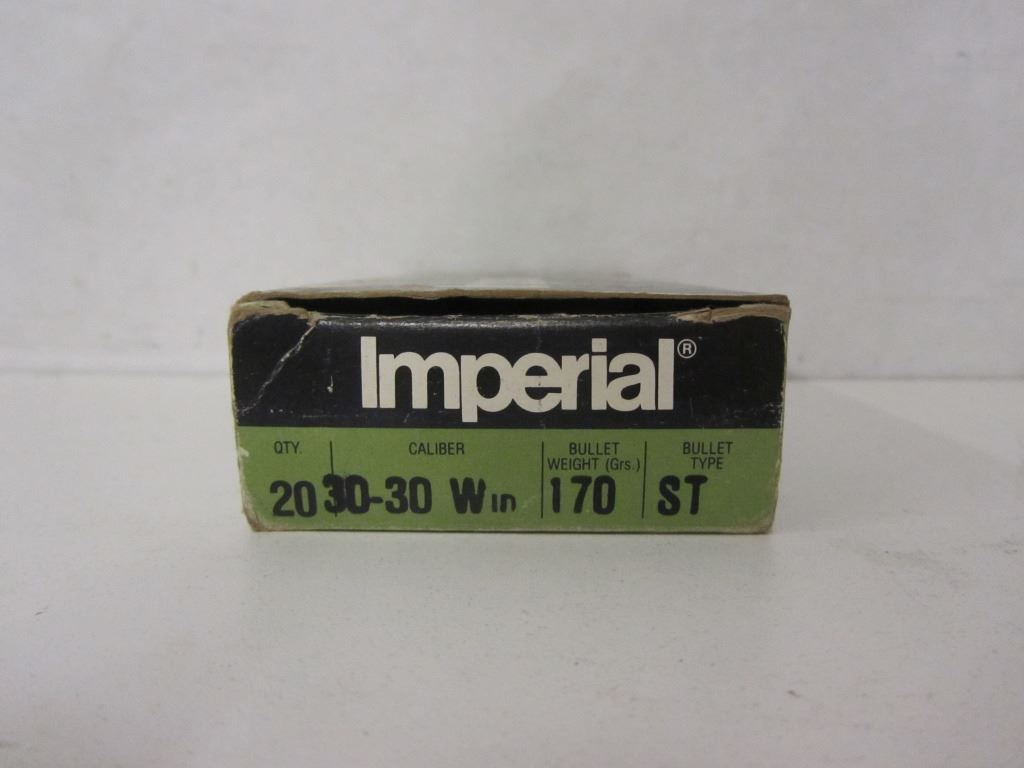 Imperial®
QTY. CALIBER BULLET WEIGHT (Grs.) BULLET TYPE
20 30-30 Win 170 ST